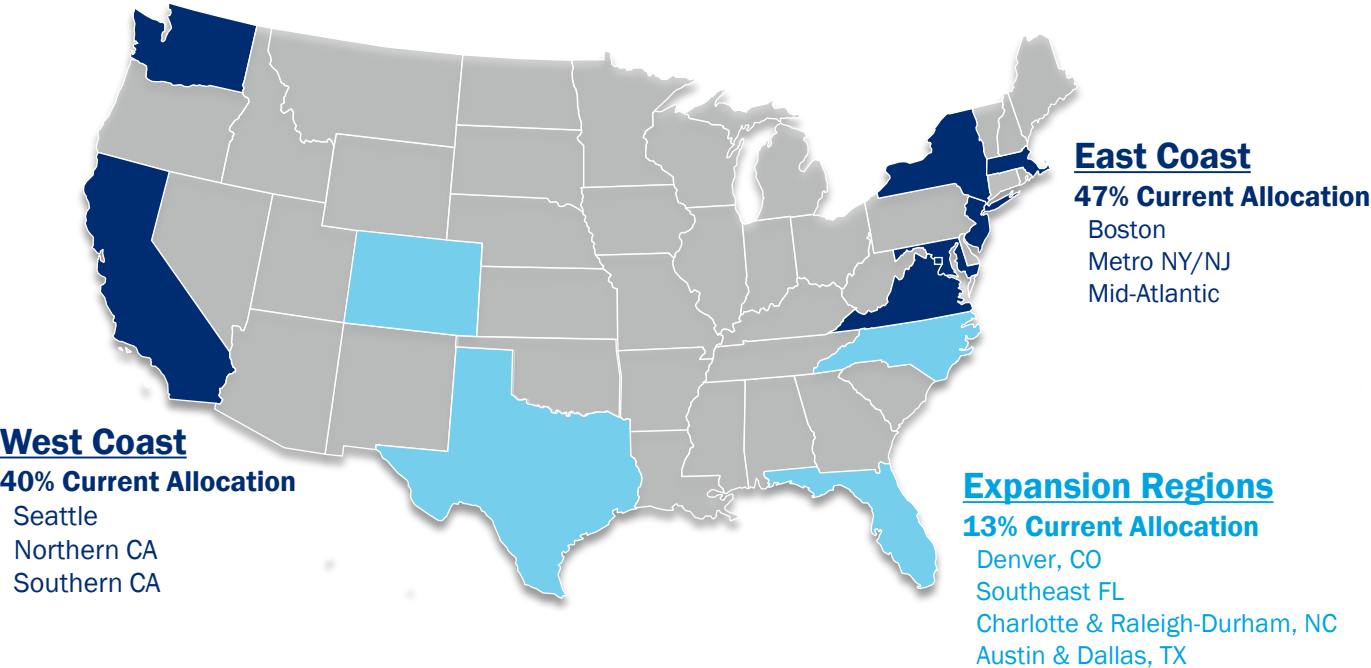 East Coast
47% Current Allocation
Boston
Metro NY/NJ
Mid-Atlantic
West Coast
40% Current Allocation
Seattle
Northern CA
Southern CA
Expansion Regions
13% Current Allocation
Denver, CO
Southeast FL
Charlotte & Raleigh-Durham, NC
Austin & Dallas, TX